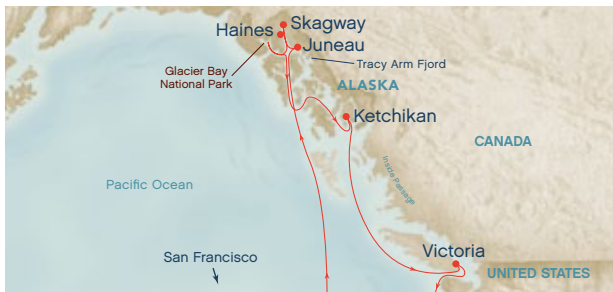 Skagway
Haines
Juneau
Tracy Arm Fjord
Glacier Bay
National Park
ALASKA
Ketchikan
CANADA
Inside Passage
Pacific Ocean
Victoria
San Francisco
UNITED STATES